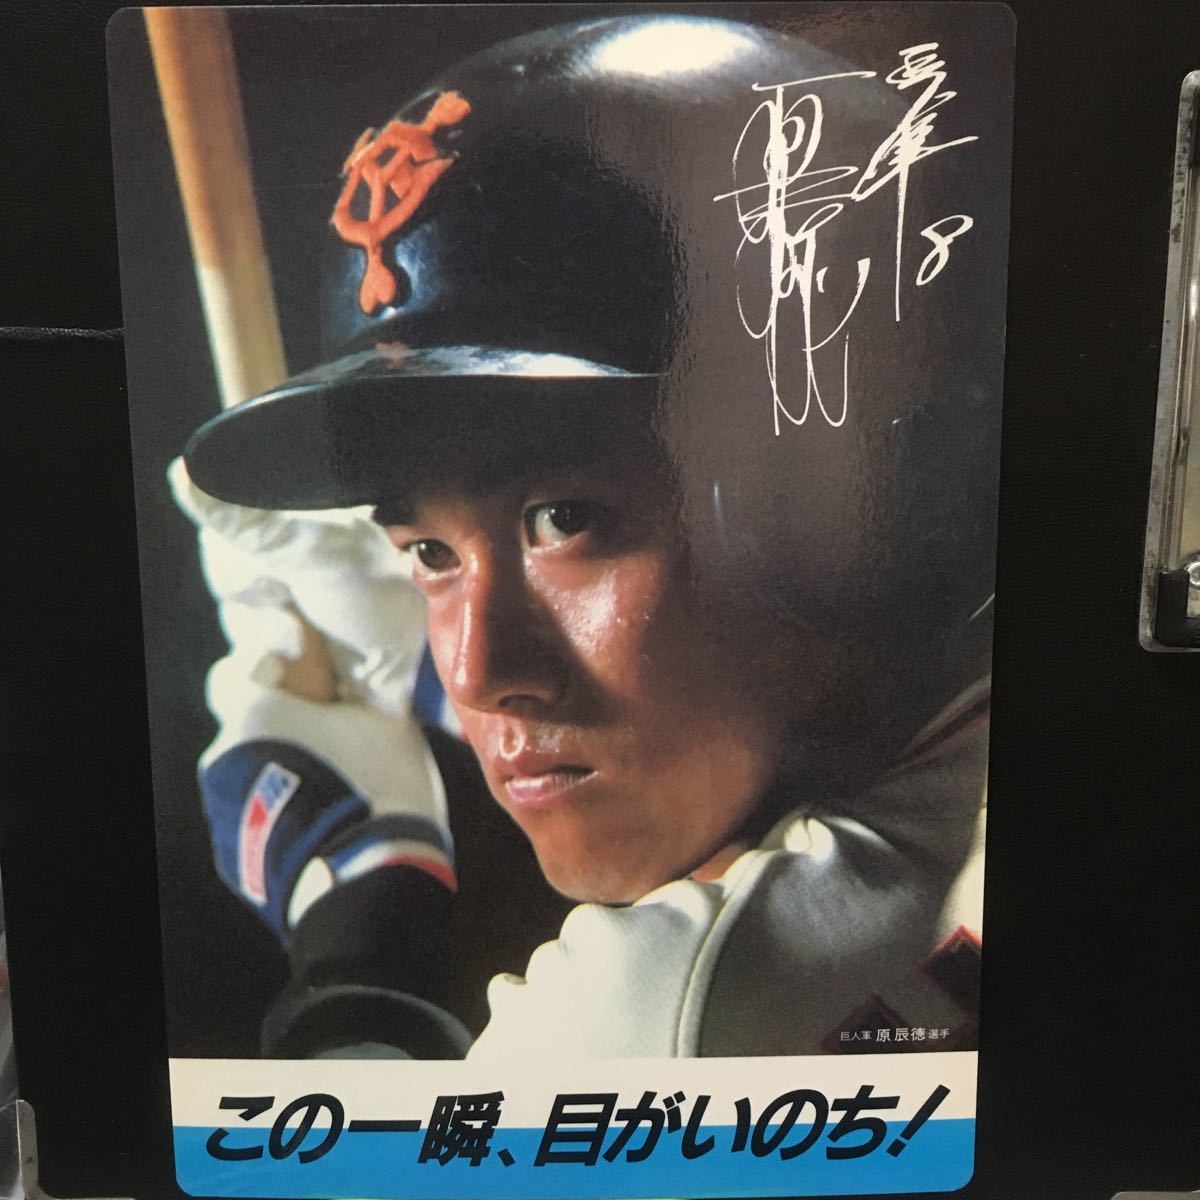 巨人軍 8
巨人軍 原 辰徳 選手
この一瞬、目がいのち!